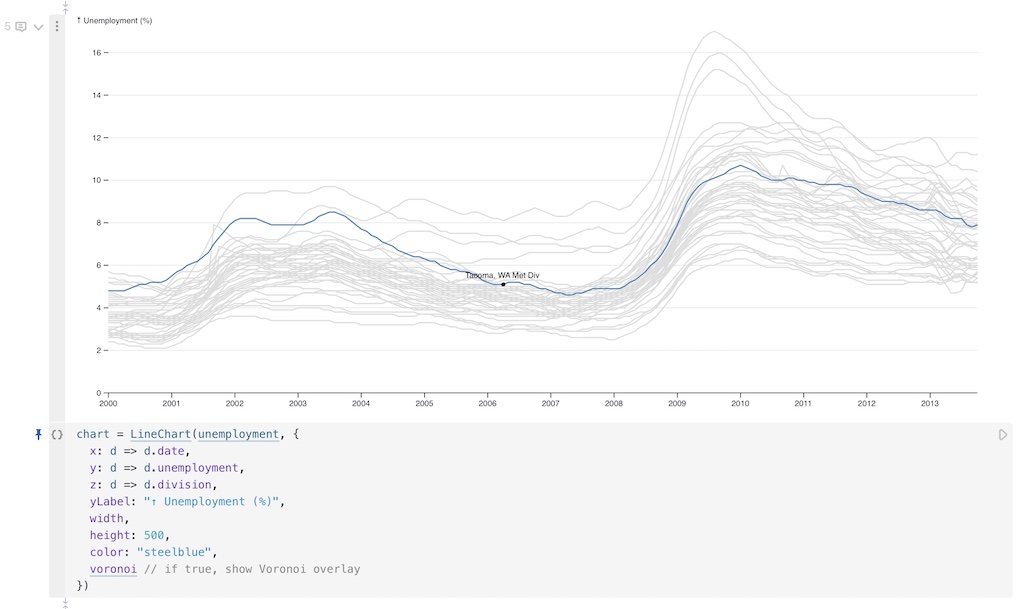 5
↑ Unemployment (%)
16
14
12
10
8
6
4
2
0
Tacoma, WA Met Div
2000 2001 2002 2003 2004 2005 2006 2007 2008 2009 2010 2011 2012 2013
chart = LineChart(unemployment, {
  x: d => d.date,
  y: d => d.unemployment,
  z: d => d.division,
  yLabel: "↑ Unemployment (%)",
  width,
  height: 500,
  color: "steelblue",
  voronoi // if true, show Voronoi overlay
})